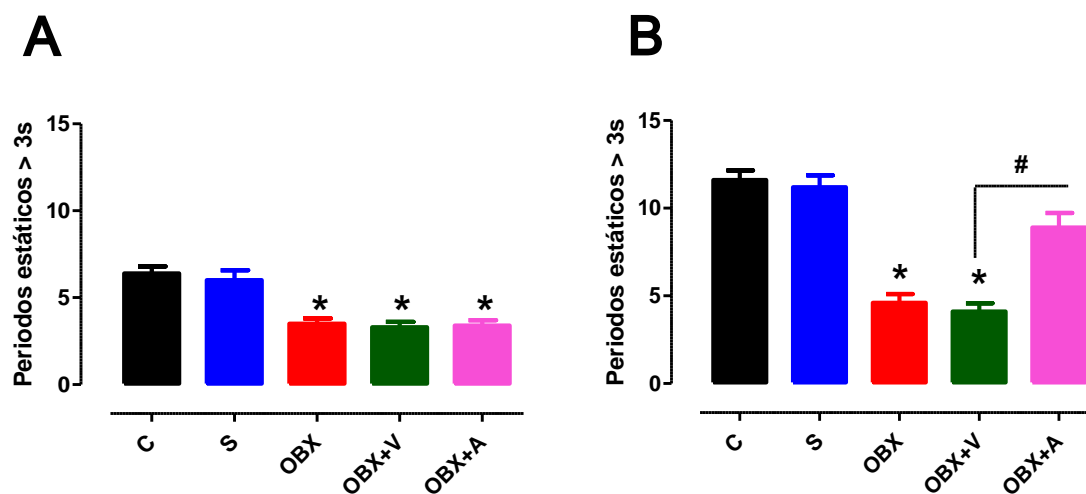 A
Periodos estáticos > 3s
15
10
5
0
* * *
C S OBX OBX+V OBX+A
B
Periodos estáticos > 3s
15
10
5
0
#
* *
C S OBX OBX+V OBX+A